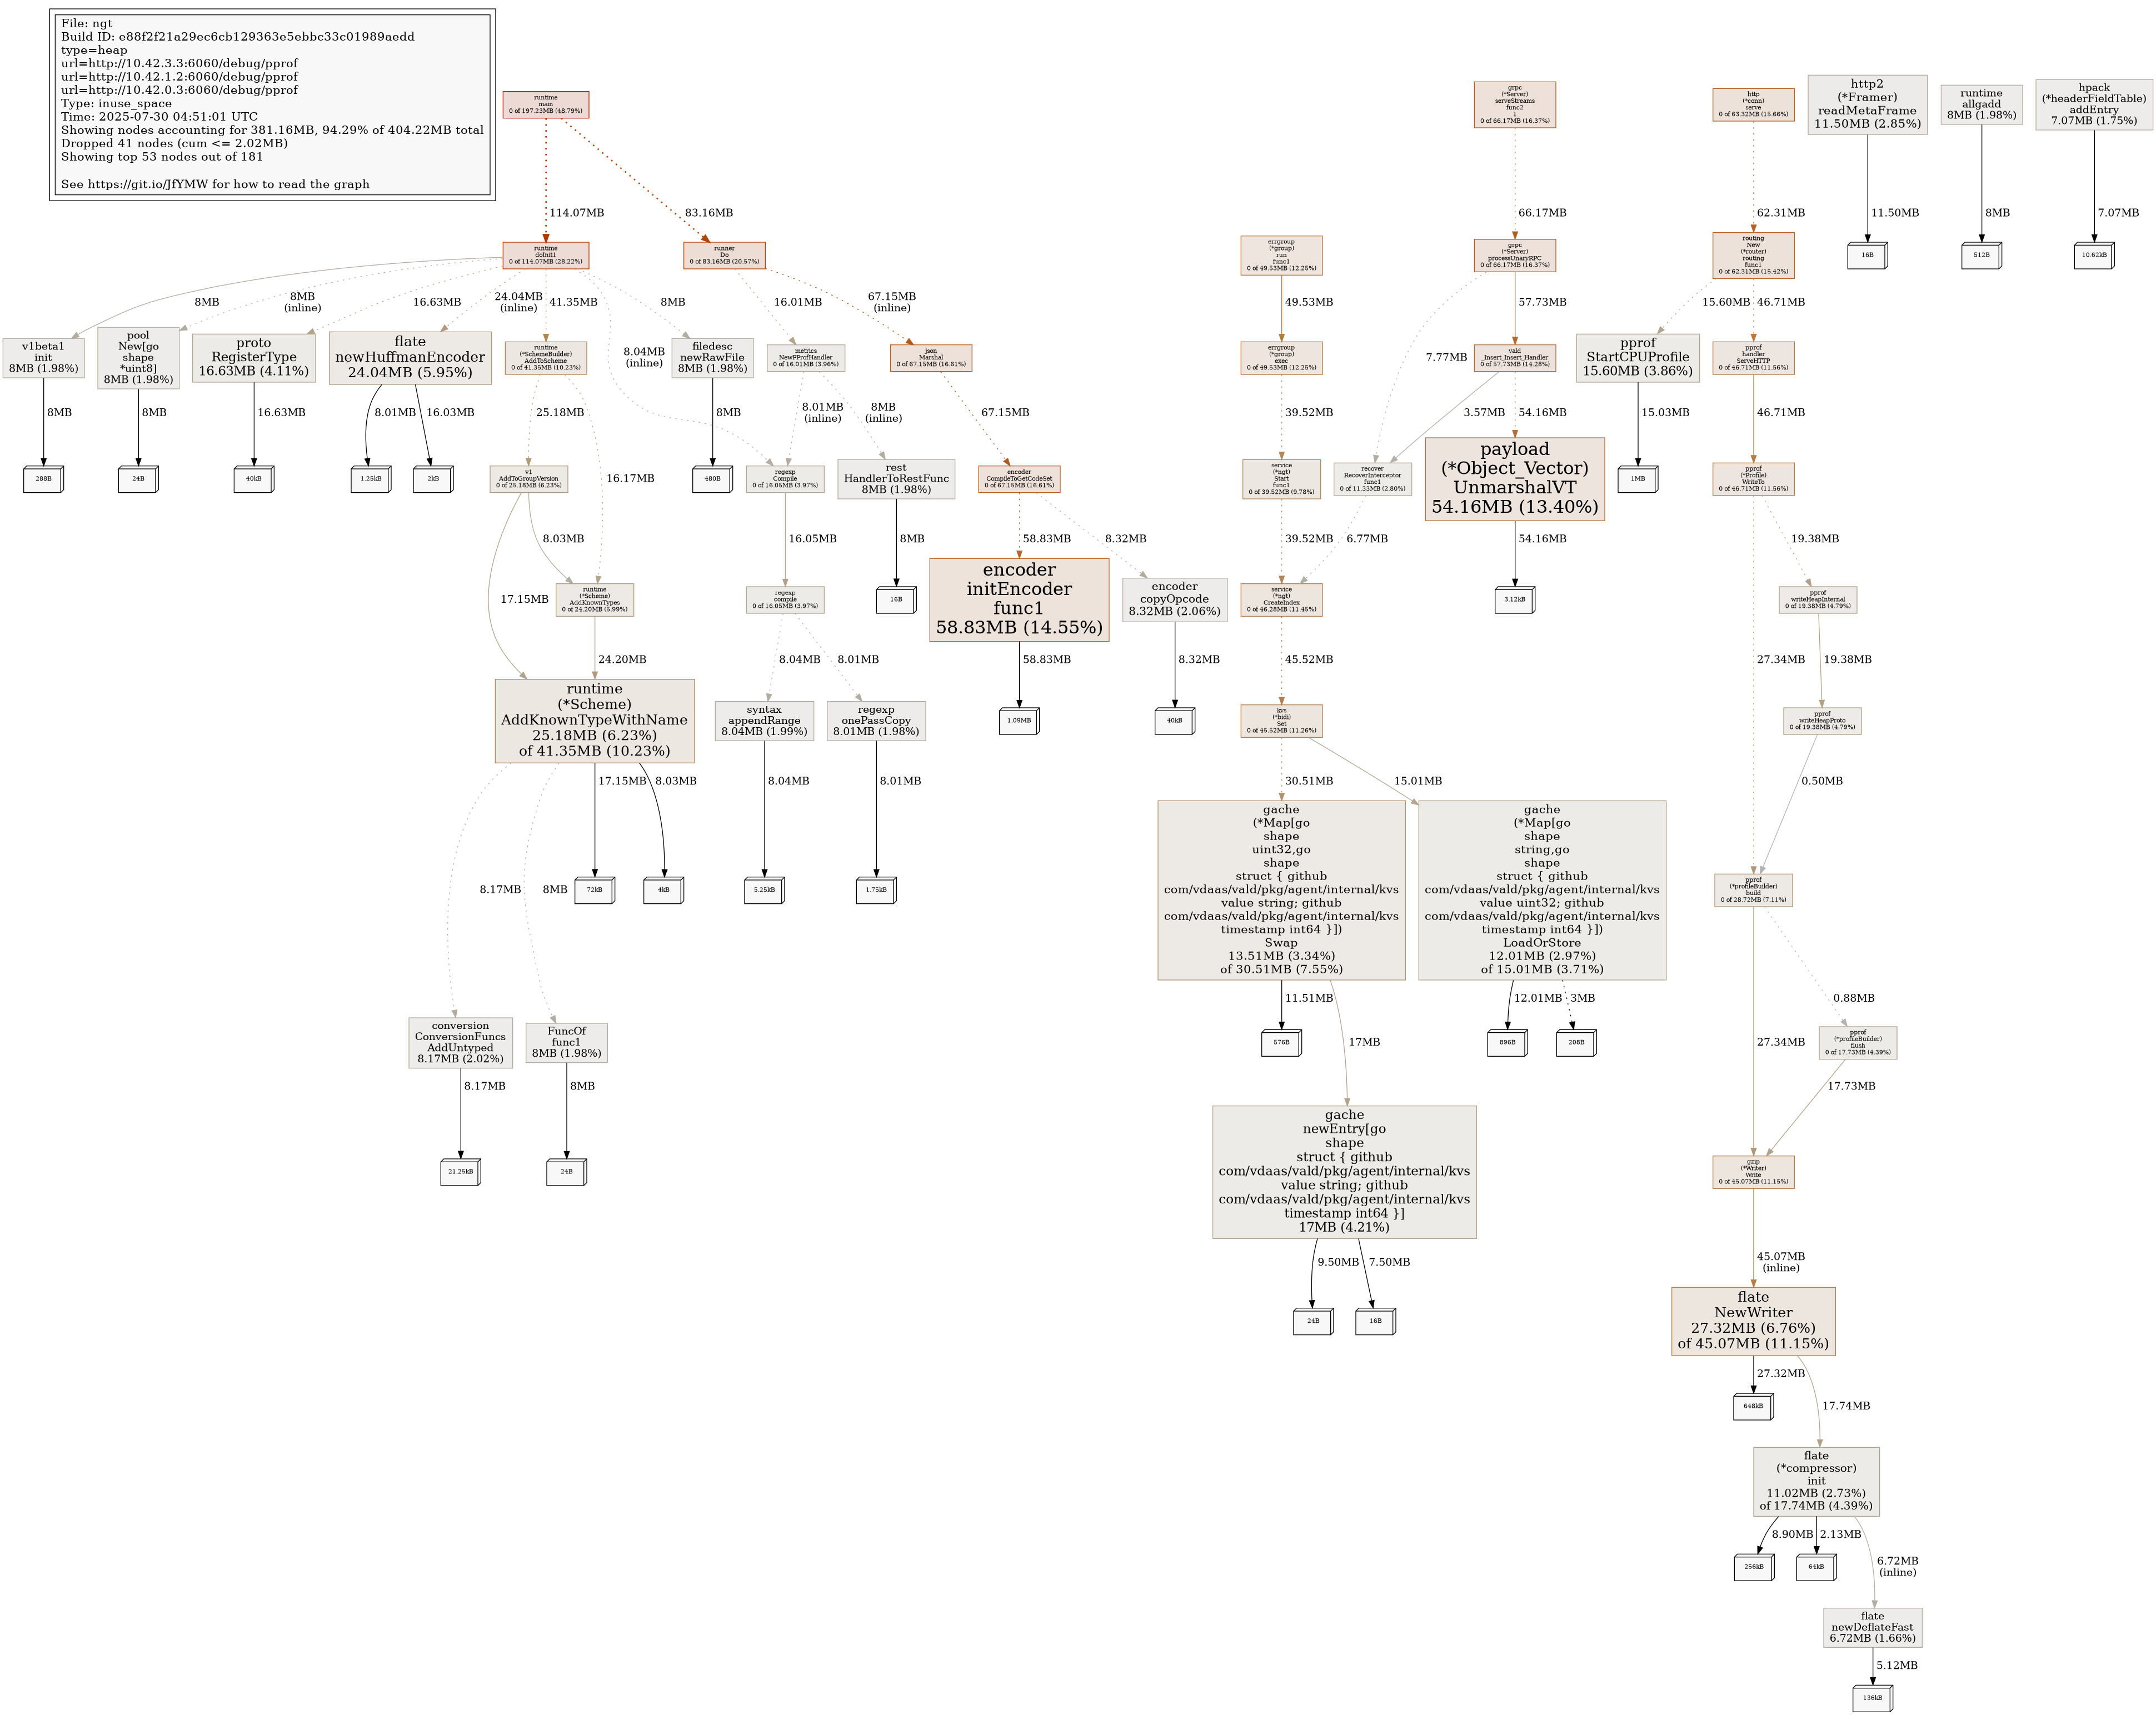 File: ngt
Build ID: e88f2f21a29ec6cb129363e5ebbc33c01989aedd
type=heap
url=http://10.42.3.3:6060/debug/pprof
url=http://10.42.1.2:6060/debug/pprof
url=http://10.42.0.3:6060/debug/pprof
Type: inuse_space
Time: 2025-07-30 04:51:01 UTC
Showing nodes accounting for 381.16MB, 94.29% of 404.22MB total
Dropped 41 nodes (cum <= 2.02MB)
Showing top 53 nodes out of 181
See https://git.io/JfYMW for how to read the graph
runtime
main
0 of 197.23MB (48.79%)
grpc
(*Server)
serveStreams
func2
1
0 of 66.17MB (16.37%)
http
(*conn)
serve
0 of 63.32MB (15.66%)
http2
(*Framer)
readMetaFrame
11.50MB (2.85%)
runtime
allgadd
8MB (1.98%)
hpack
(*headerFieldTable)
addEntry
7.07MB (1.75%)
114.07MB
83.16MB
66.17MB
62.31MB
11.50MB
8MB
7.07MB
runtime
doInit1
0 of 114.07MB (28.22%)
runner
Do
0 of 83.16MB (20.57%)
errgroup
(*group)
run
func1
0 of 49.53MB (12.25%)
grpc
(*Server)
processUnaryRPC
0 of 66.17MB (16.37%)
routing
New
(*router)
routing
func1
0 of 62.31MB (15.42%)
16B
512B
10.62kB
8MB
8MB
(inline)
16.63MB
24.04MB
(inline)
41.35MB
8.04MB
(inline)
8MB
16.01MB
67.15MB
(inline)
49.53MB
7.77MB
57.73MB
15.60MB
46.71MB
v1beta1
init
8MB (1.98%)
pool
New[go
shape
*uint8]
8MB (1.98%)
proto
RegisterType
16.63MB (4.11%)
flate
newHuffmanEncoder
24.04MB (5.95%)
runtime
(*SchemeBuilder)
AddToScheme
0 of 41.35MB (10.23%)
filedesc
newRawFile
8MB (1.98%)
metrics
NewPProfHandler
0 of 16.01MB (3.96%)
json
Marshal
0 of 67.15MB (16.61%)
errgroup
(*group)
exec
0 of 49.53MB (12.25%)
vald
_Insert_Insert_Handler
0 of 57.73MB (14.28%)
pprof
StartCPUProfile
15.60MB (3.86%)
pprof
handler
ServeHTTP
0 of 46.71MB (11.56%)
8MB
8MB
16.63MB
8.01MB
16.03MB
25.18MB
16.17MB
8MB
8.01MB
(inline)
8MB
(inline)
67.15MB
39.52MB
3.57MB
54.16MB
15.03MB
46.71MB
288B
24B
40kB
1.25kB
2kB
v1
AddToGroupVersion
0 of 25.18MB (6.23%)
480B
regexp
Compile
0 of 16.05MB (3.97%)
rest
HandlerToRestFunc
8MB (1.98%)
encoder
CompileToGetCodeSet
0 of 67.15MB (16.61%)
service
(*ngt)
Start
func1
0 of 39.52MB (9.78%)
recover
RecoverInterceptor
func1
0 of 11.33MB (2.80%)
payload
(*Object_Vector)
UnmarshalVT
54.16MB (13.40%)
1MB
pprof
(*Profile)
WriteTo
0 of 46.71MB (11.56%)
17.15MB
8.03MB
16.05MB
8MB
58.83MB
8.32MB
39.52MB
6.77MB
54.16MB
27.34MB
19.38MB
runtime
(*Scheme)
AddKnownTypes
0 of 24.20MB (5.99%)
regexp
compile
0 of 16.05MB (3.97%)
16B
encoder
initEncoder
func1
58.83MB (14.55%)
encoder
copyOpcode
8.32MB (2.06%)
service
(*ngt)
CreateIndex
0 of 46.28MB (11.45%)
3.12kB
pprof
writeHeapInternal
0 of 19.38MB (4.79%)
24.20MB
8.04MB
8.01MB
58.83MB
8.32MB
45.52MB
19.38MB
runtime
(*Scheme)
AddKnownTypeWithName
25.18MB (6.23%)
of 41.35MB (10.23%)
syntax
appendRange
8.04MB (1.99%)
regexp
onePassCopy
8.01MB (1.98%)
1.09MB
40kB
kvs
(*bidi)
Set
0 of 45.52MB (11.26%)
pprof
writeHeapProto
0 of 19.38MB (4.79%)
8.17MB
8MB
17.15MB
8.03MB
8.04MB
8.01MB
30.51MB
15.01MB
0.50MB
72kB
4kB
5.25kB
1.75kB
gache
(*Map[go
shape
uint32,go
shape
struct { github
com/vdaas/vald/pkg/agent/internal/kvs
value string; github
com/vdaas/vald/pkg/agent/internal/kvs
timestamp int64 }])
Swap
13.51MB (3.34%)
of 30.51MB (7.55%)
gache
(*Map[go
shape
string,go
shape
struct { github
com/vdaas/vald/pkg/agent/internal/kvs
value uint32; github
com/vdaas/vald/pkg/agent/internal/kvs
timestamp int64 }])
LoadOrStore
12.01MB (2.97%)
of 15.01MB (3.71%)
pprof
(*profileBuilder)
build
0 of 28.72MB (7.11%)
11.51MB
17MB
12.01MB
3MB
27.34MB
0.88MB
conversion
ConversionFuncs
AddUntyped
8.17MB (2.02%)
FuncOf
func1
8MB (1.98%)
576B
896B
208B
pprof
(*profileBuilder)
flush
0 of 17.73MB (4.39%)
8.17MB
8MB
17.73MB
21.25kB
24B
gache
newEntry[go
shape
struct { github
com/vdaas/vald/pkg/agent/internal/kvs
value string; github
com/vdaas/vald/pkg/agent/internal/kvs
timestamp int64 }]
17MB (4.21%)
gzip
(*Writer)
Write
0 of 45.07MB (11.15%)
9.50MB
7.50MB
45.07MB
(inline)
24B
16B
flate
NewWriter
27.32MB (6.76%)
of 45.07MB (11.15%)
27.32MB
17.74MB
648kB
flate
(*compressor)
init
11.02MB (2.73%)
of 17.74MB (4.39%)
8.90MB
2.13MB
6.72MB
(inline)
256kB
64kB
flate
newDeflateFast
6.72MB (1.66%)
5.12MB
136kB